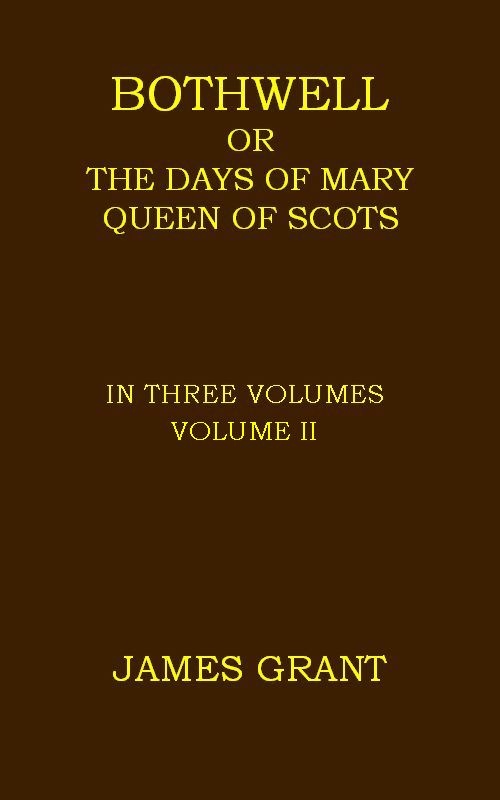 BOTHWELL
OR
THE DAYS OF MARY
QUEEN OF SCOTS
IN THREE VOLUMES
VOLUME II
JAMES GRANT